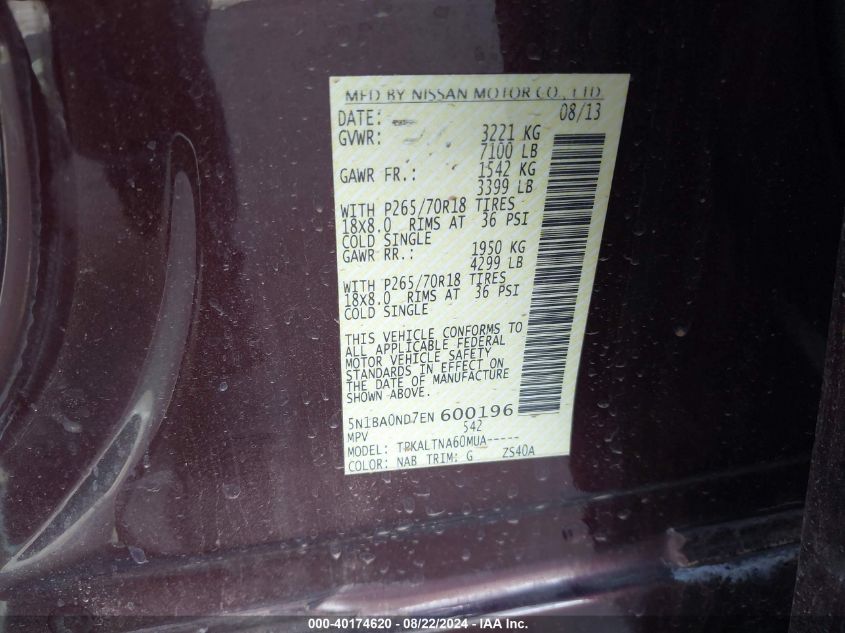 MFD BY NISSAN MOTOR CO., LTD.
DATE: 08/13
GVWR: 3221 KG
7100 LB
GAWR FR.: 1542 KG
3399 LB
WITH P265/70R18 TIRES
18x8.0 RIMS AT 36 PSI
COLD SINGLE
GAWR RR.: 1950 KG
4299 LB
WITH P265/70R18 TIRES
18x8.0 RIMS AT 36 PSI
COLD SINGLE
THIS VEHICLE CONFORMS TO
ALL APPLICABLE FEDERAL
MOTOR VEHICLE SAFETY
STANDARDS IN EFFECT ON
THE DATE OF MANUFACTURE
SHOWN ABOVE.
5N1BA0ND7EN 600196
MPV 542
MODEL: TPKALTNA60MUA-----
COLOR: NAB TRIM: G ZS40A
000-40174620 - 08/22/2024 - IAA Inc.